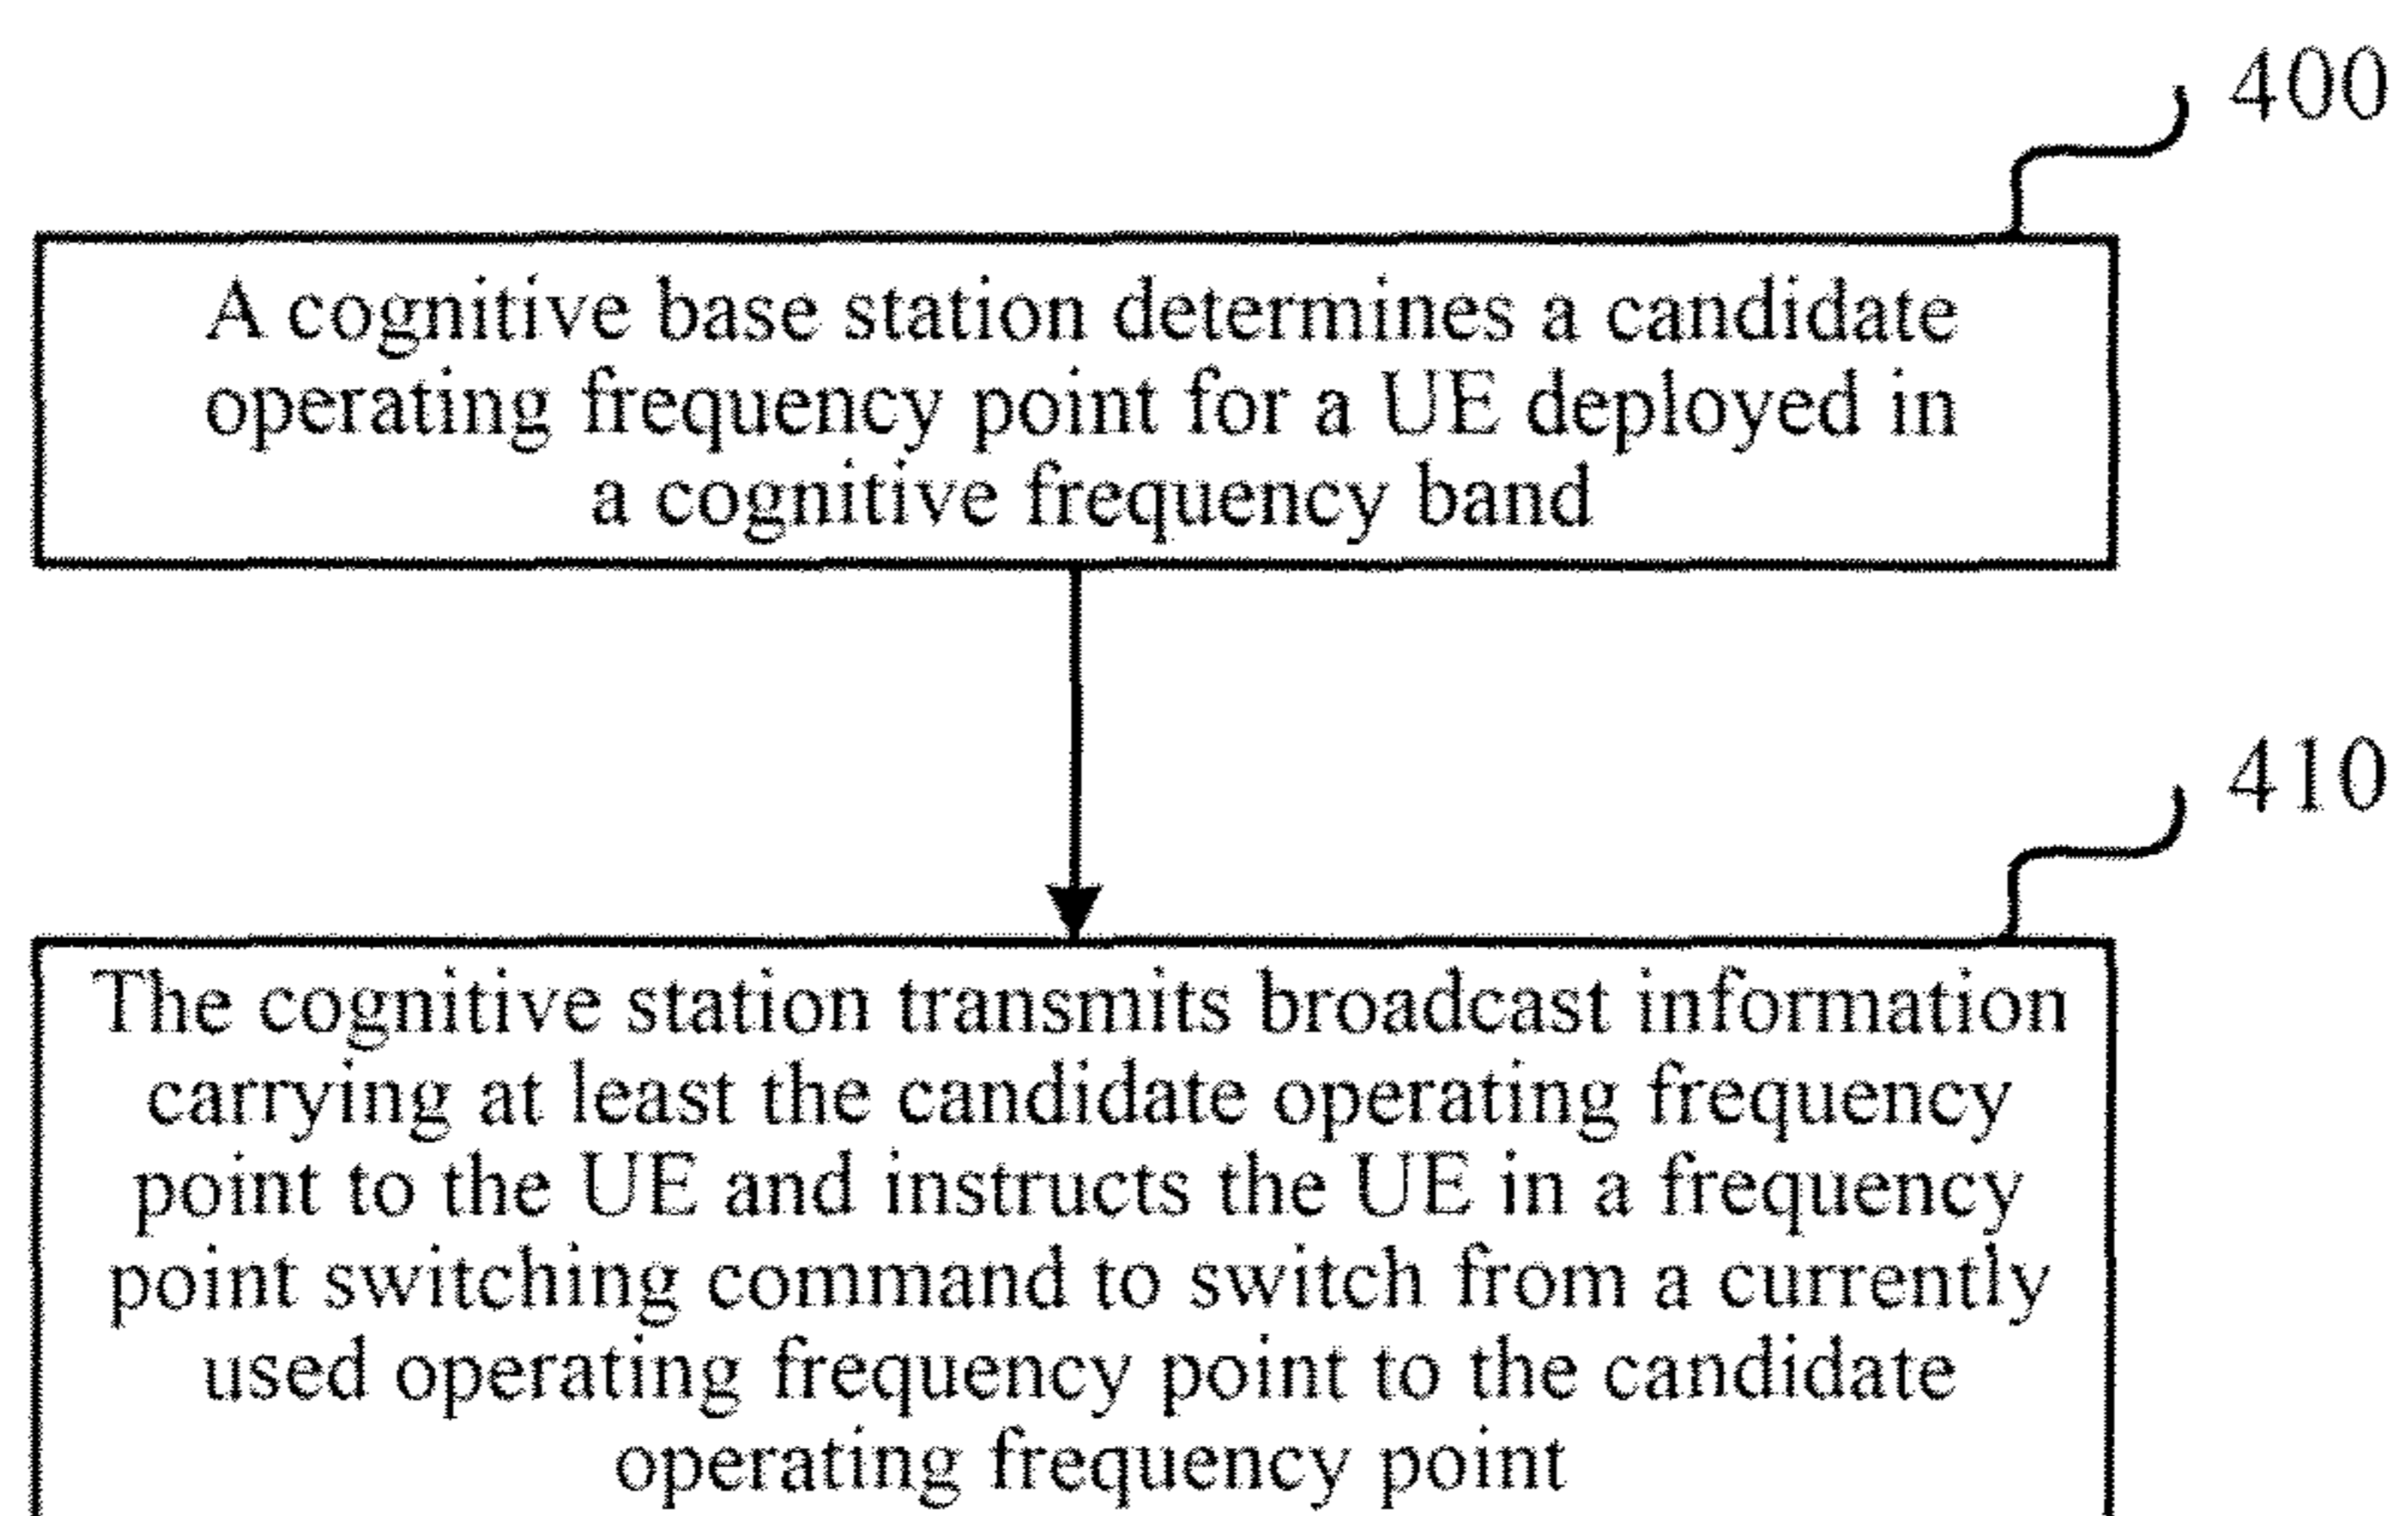 400
A cognitive base station determines a candidate
operating frequency point for a UE deployed in
a cognitive frequency band
410
The cognitive station transmits broadcast information
carrying at least the candidate operating frequency
point to the UE and instructs the UE in a frequency
point switching command to switch from a currently
used operating frequency point to the candidate
operating frequency point